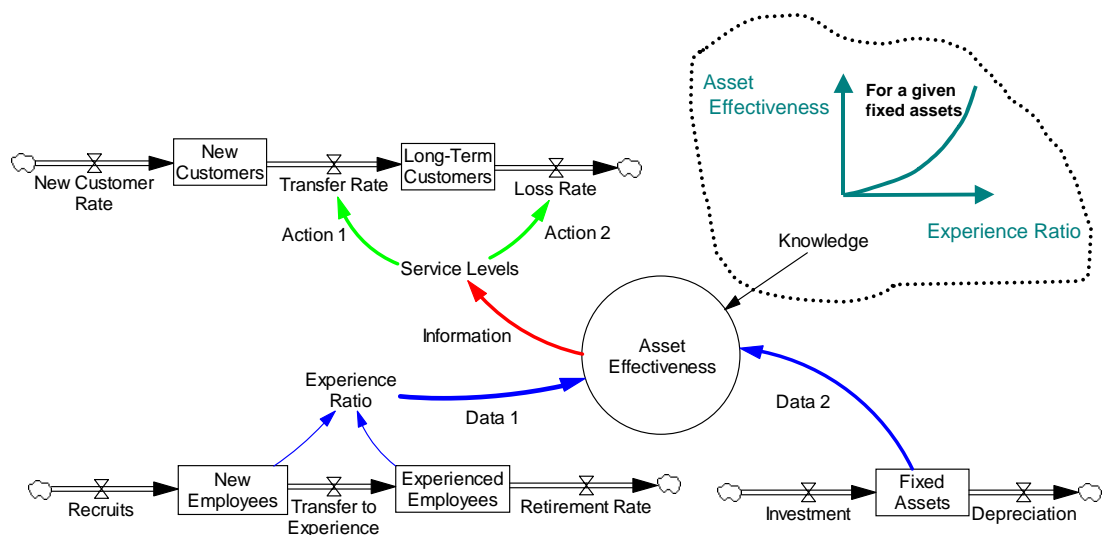 Asset
Effectiveness
For a given
fixed assets
Experience Ratio
New
Customers
Long-Term
Customers
New Customer
Rate
Transfer Rate
Loss Rate
Action 1
Action 2
Service Levels
Knowledge
Information
Asset
Effectiveness
Experience
Ratio
Data 1
Data 2
New
Employees
Experienced
Employees
Fixed
Assets
Recruits
Transfer to
Experience
Retirement Rate
Investment
Depreciation